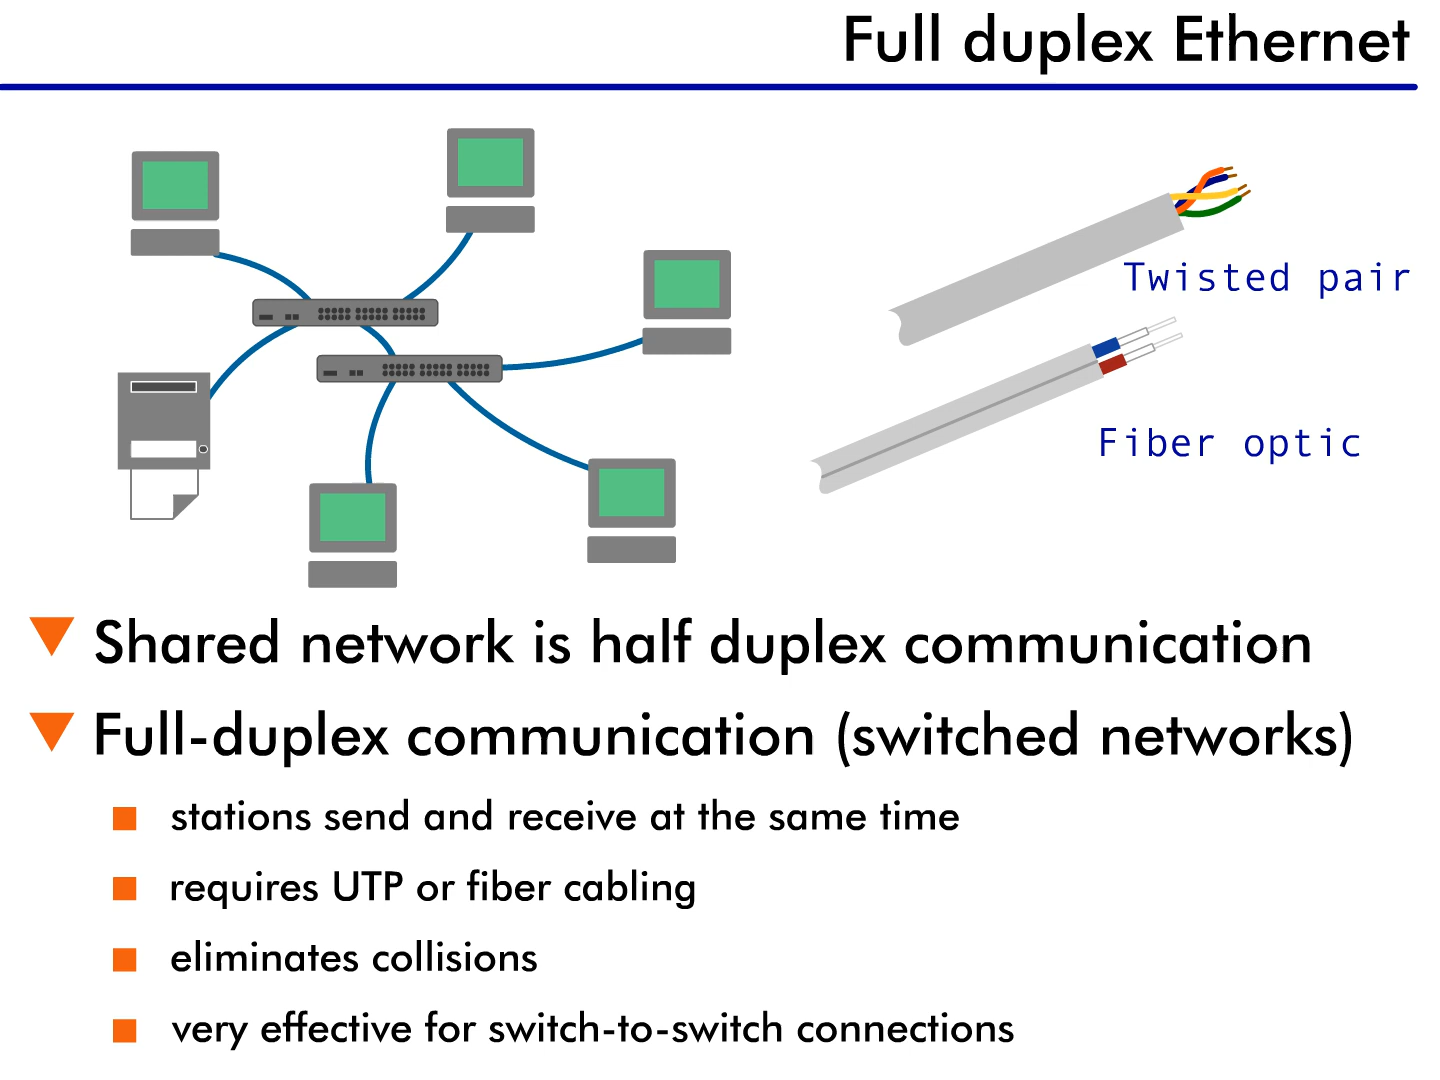 Full duplex Ethernet
Twisted pair
Fiber optic
Shared network is half duplex communication
Full-duplex communication (switched networks)
stations send and receive at the same time
requires UTP or fiber cabling
eliminates collisions
very effective for switch-to-switch connections